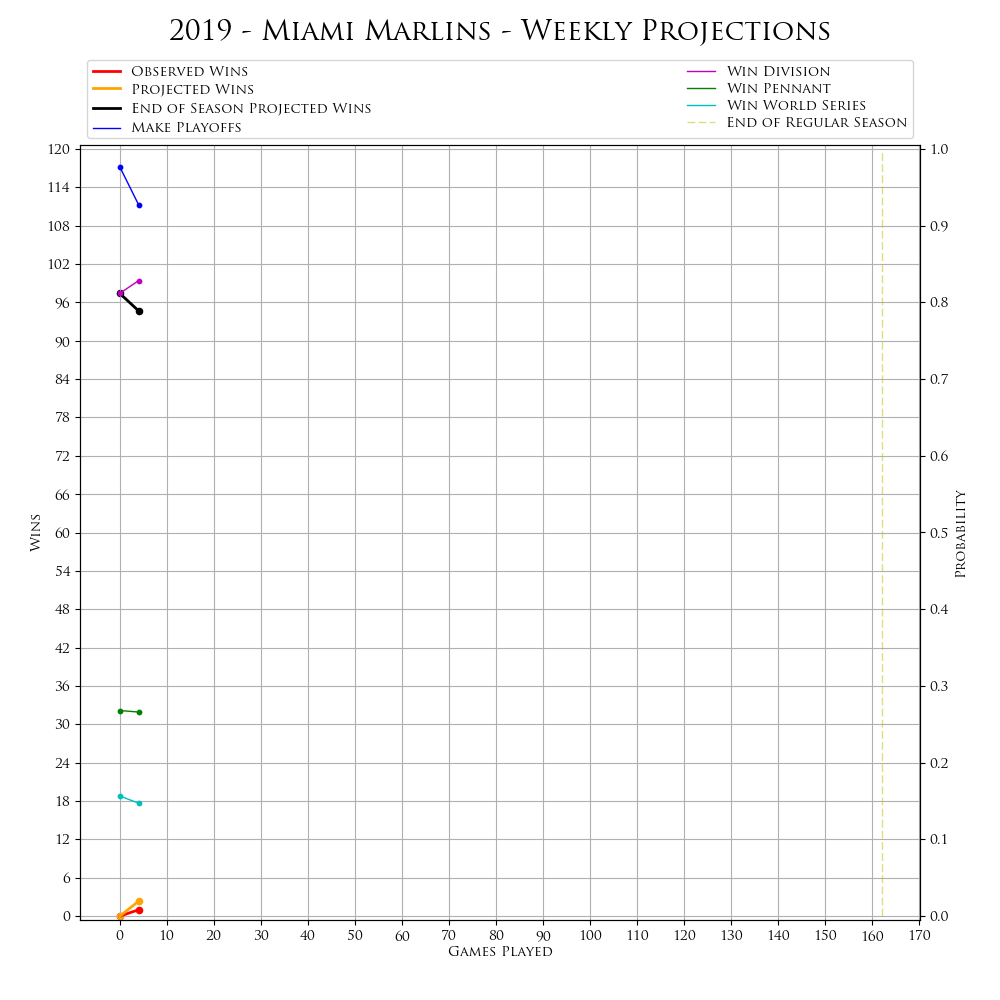 2019 - Miami Marlins - Weekly Projections
Observed Wins
Projected Wins
End of Season Projected Wins
Make Playoffs
Win Division
Win Pennant
Win World Series
End of Regular Season
120
114
108
102
96
90
84
78
72
66
60
54
48
42
36
30
24
18
12
6
0
Wins
1.0
0.9
0.8
0.7
0.6
0.5
0.4
0.3
0.2
0.1
0.0
Probability
0 10 20 30 40 50 60 70 80 90 100 110 120 130 140 150 160 170
Games Played